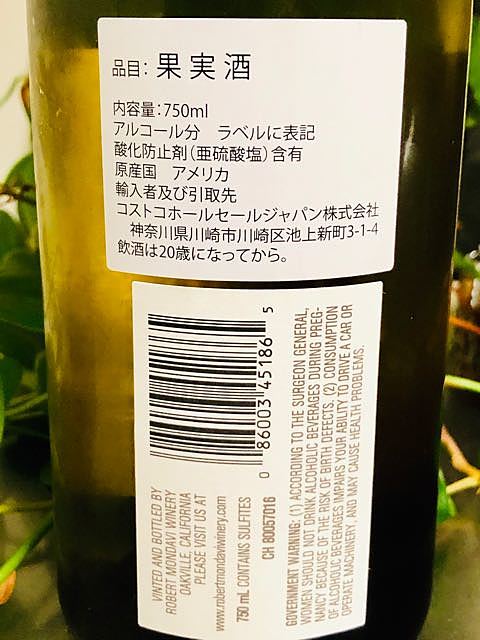 品目：果実酒
内容量：750ml
アルコール分　ラベルに表記
酸化防止剤（亜硫酸塩）含有
原産国　アメリカ
輸入者及び引取先
コストコホールセールジャパン株式会社
神奈川県川崎市川崎区池上新町3-1-4
飲酒は20歳になってから。
0 86003 45186 5
VINTED AND BOTTLED BY
ROBERT MONDAVI WINERY
OAKVILLE, CALIFORNIA
PLEASE VISIT US AT
www.robertmondaviwinery.com
750 mL CONTAINS SULFITES
CH 80057016
GOVERNMENT WARNING: (1) ACCORDING TO THE SURGEON GENERAL,
WOMEN SHOULD NOT DRINK ALCOHOLIC BEVERAGES DURING PREG-
NANCY BECAUSE OF THE RISK OF BIRTH DEFECTS. (2) CONSUMPTION
OF ALCOHOLIC BEVERAGES IMPAIRS YOUR ABILITY TO DRIVE A CAR OR
OPERATE MACHINERY, AND MAY CAUSE HEALTH PROBLEMS.